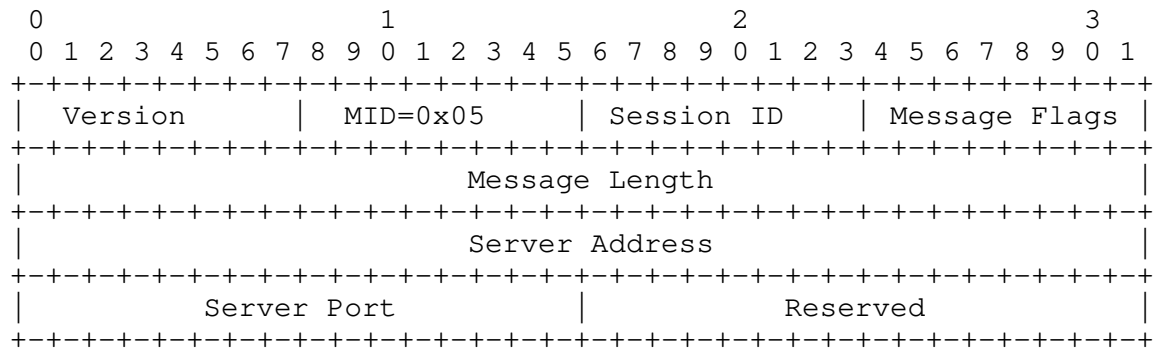 0                   1                   2                   3
 0 1 2 3 4 5 6 7 8 9 0 1 2 3 4 5 6 7 8 9 0 1 2 3 4 5 6 7 8 9 0 1
+-+-+-+-+-+-+-+-+-+-+-+-+-+-+-+-+-+-+-+-+-+-+-+-+-+-+-+-+-+-+-+-+
|  Version      |  MID=0x05     | Session ID    | Message Flags |
+-+-+-+-+-+-+-+-+-+-+-+-+-+-+-+-+-+-+-+-+-+-+-+-+-+-+-+-+-+-+-+-+
|                         Message Length                        |
+-+-+-+-+-+-+-+-+-+-+-+-+-+-+-+-+-+-+-+-+-+-+-+-+-+-+-+-+-+-+-+-+
|                         Server Address                        |
+-+-+-+-+-+-+-+-+-+-+-+-+-+-+-+-+-+-+-+-+-+-+-+-+-+-+-+-+-+-+-+-+
|          Server Port          |           Reserved            |
+-+-+-+-+-+-+-+-+-+-+-+-+-+-+-+-+-+-+-+-+-+-+-+-+-+-+-+-+-+-+-+-+